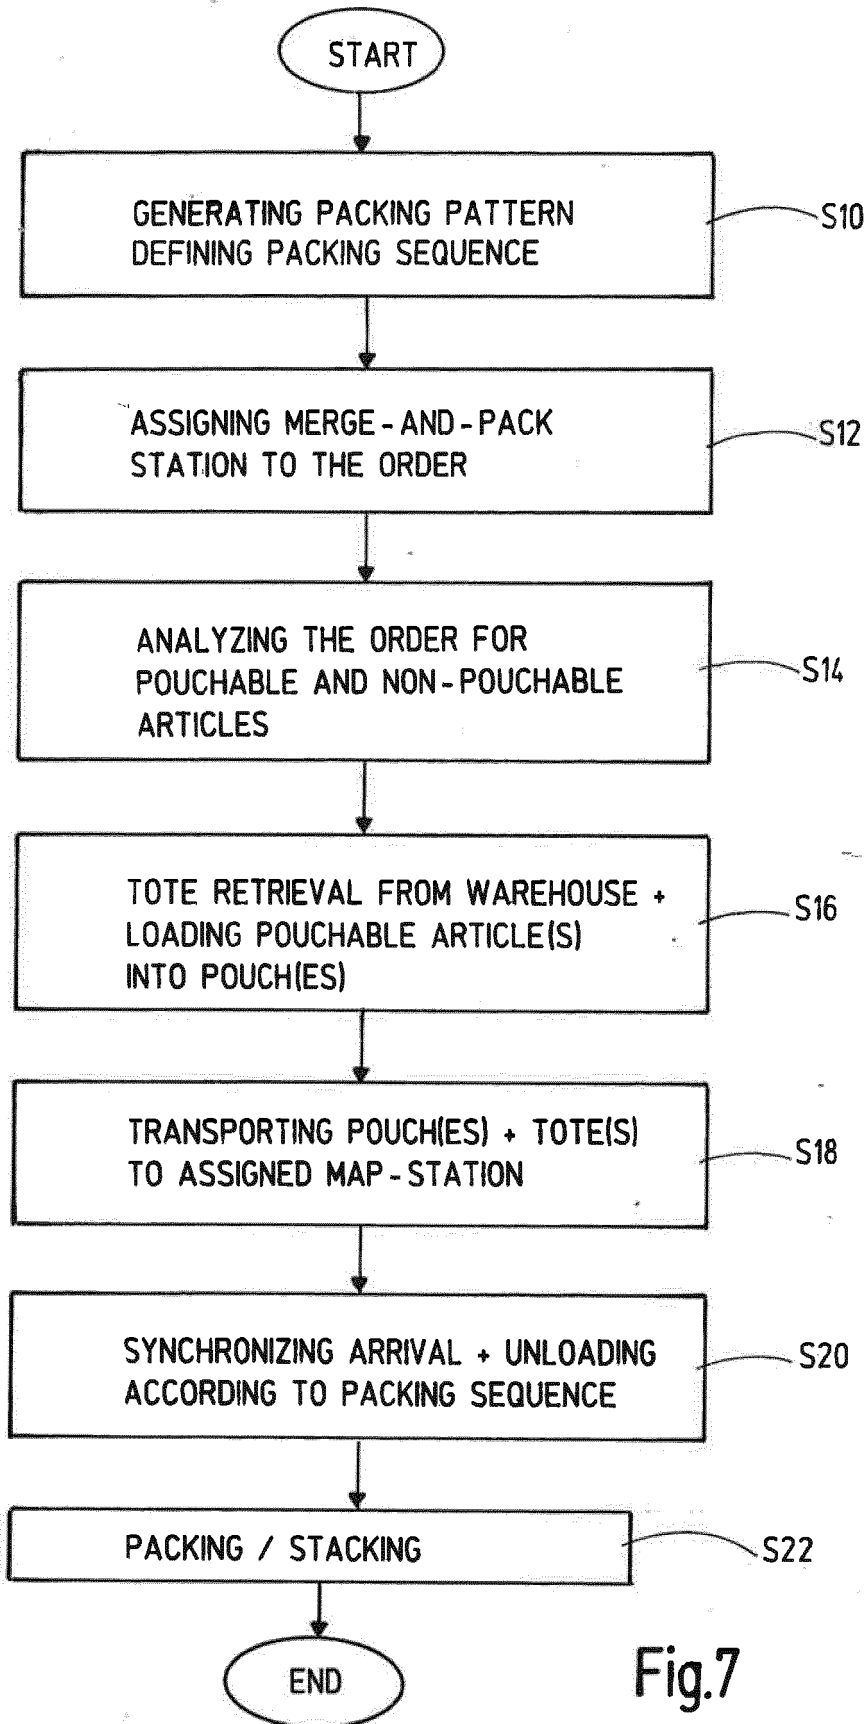 START
GENERATING PACKING PATTERN
DEFINING PACKING SEQUENCE
S10
ASSIGNING MERGE-AND-PACK
STATION TO THE ORDER
S12
ANALYZING THE ORDER FOR
POUCHABLE AND NON-POUCHABLE
ARTICLES
S14
TOTE RETRIEVAL FROM WAREHOUSE +
LOADING POUCHABLE ARTICLE(S)
INTO POUCH(ES)
S16
TRANSPORTING POUCH(ES) + TOTE(S)
TO ASSIGNED MAP-STATION
S18
SYNCHRONIZING ARRIVAL + UNLOADING
ACCORDING TO PACKING SEQUENCE
S20
PACKING / STACKING
S22
END
Fig.7